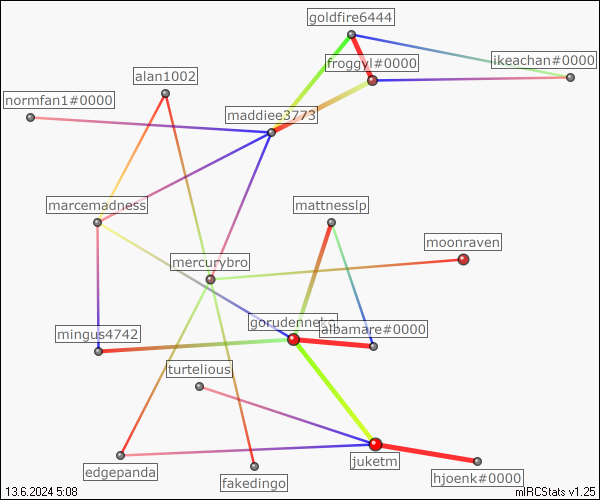 goldfire6444
froggyl#0000
ikeachan#0000
alan1002
normfan1#0000
maddiee3773
marcemadness
mattnesslp
moonraven
mercurybro
gorudenneko
albamare#0000
mingus4742
turtelious
juketm
edgepanda
hjoenk#0000
fakedingo
13.6.2024 5:08
mIRCStats v1.25